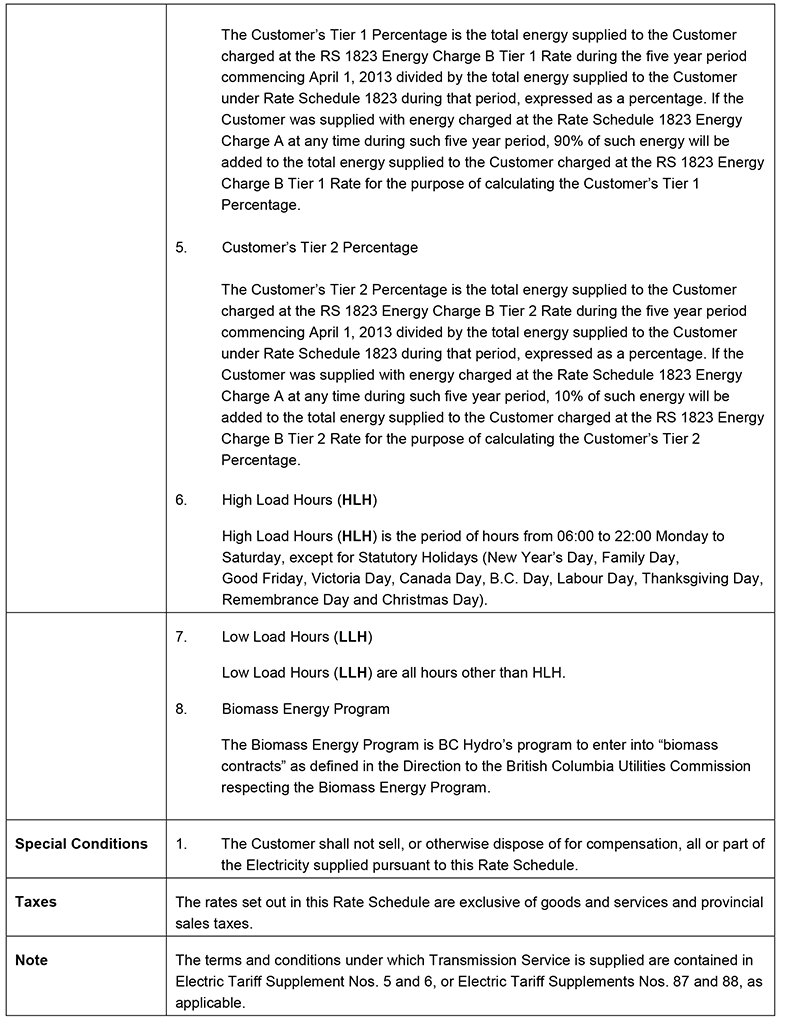 The Customer's Tier 1 Percentage is the total energy supplied to the Customer
charged at the RS 1823 Energy Charge B Tier 1 Rate during the five year period
commencing April 1, 2013 divided by the total energy supplied to the Customer
under Rate Schedule 1823 during that period, expressed as a percentage. If the
Customer was supplied with energy charged at the Rate Schedule 1823 Energy
Charge A at any time during such five year period, 90% of such energy will be
added to the total energy supplied to the Customer charged at the RS 1823 Energy
Charge B Tier 1 Rate for the purpose of calculating the Customer's Tier 1
Percentage.
5. Customer's Tier 2 Percentage
The Customer's Tier 2 Percentage is the total energy supplied to the Customer
charged at the RS 1823 Energy Charge B Tier 2 Rate during the five year period
commencing April 1, 2013 divided by the total energy supplied to the Customer
under Rate Schedule 1823 during that period, expressed as a percentage. If the
Customer was supplied with energy charged at the Rate Schedule 1823 Energy
Charge A at any time during such five year period, 10% of such energy will be
added to the total energy supplied to the Customer charged at the RS 1823 Energy
Charge B Tier 2 Rate for the purpose of calculating the Customer's Tier 2
Percentage.
6. High Load Hours (HLH)
High Load Hours (HLH) is the period of hours from 06:00 to 22:00 Monday to
Saturday, except for Statutory Holidays (New Year's Day, Family Day,
Good Friday, Victoria Day, Canada Day, B.C. Day, Labour Day, Thanksgiving Day,
Remembrance Day and Christmas Day).
7. Low Load Hours (LLH)
Low Load Hours (LLH) are all hours other than HLH.
8. Biomass Energy Program
The Biomass Energy Program is BC Hydro's program to enter into "biomass
contracts" as defined in the Direction to the British Columbia Utilities Commission
respecting the Biomass Energy Program.
Special Conditions 1. The Customer shall not sell, or otherwise dispose of for compensation, all or part of
the Electricity supplied pursuant to this Rate Schedule.
Taxes The rates set out in this Rate Schedule are exclusive of goods and services and provincial
sales taxes.
Note The terms and conditions under which Transmission Service is supplied are contained in
Electric Tariff Supplement Nos. 5 and 6, or Electric Tariff Supplements Nos. 87 and 88, as
applicable.